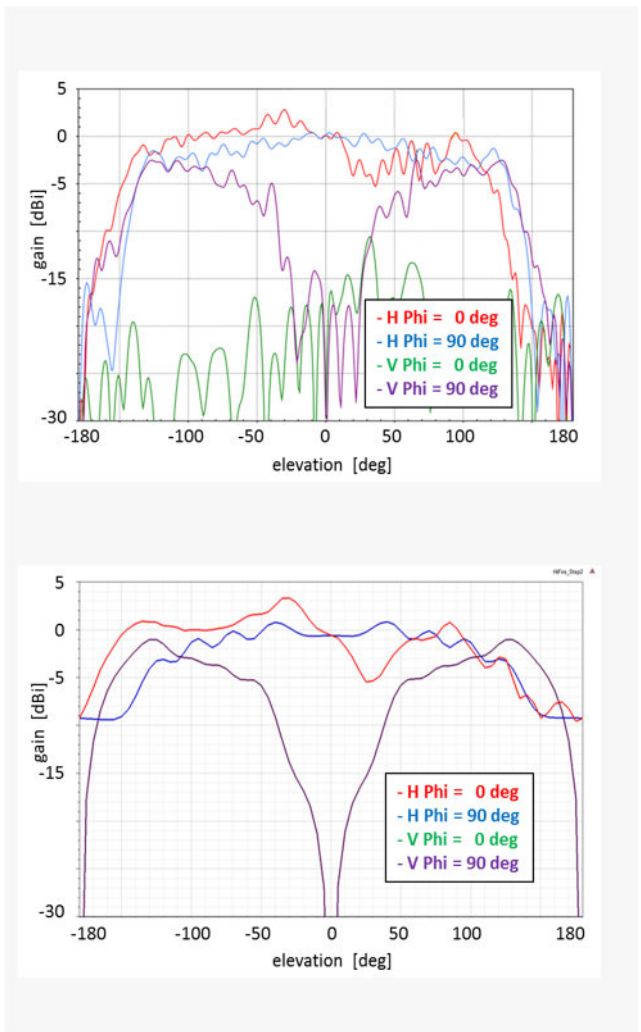 5
0
-5
-15
-30
gain [dBi]
- H Phi = 0 deg
- H Phi = 90 deg
- V Phi = 0 deg
- V Phi = 90 deg
-180 -100 -50 0 50 100 180
elevation [deg]
5
0
-5
-15
-30
gain [dBi]
- H Phi = 0 deg
- H Phi = 90 deg
- V Phi = 0 deg
- V Phi = 90 deg
-180 -100 -50 0 50 100 180
elevation [deg]